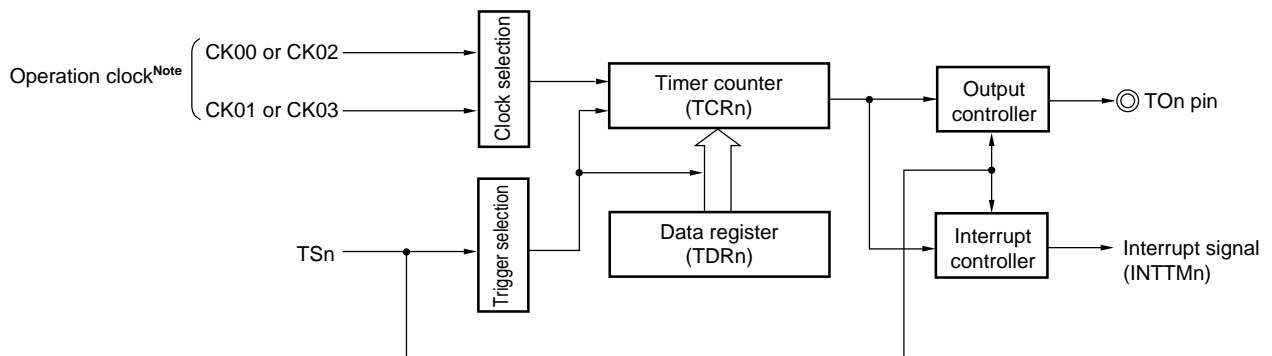 Operation clockNote
CK00 or CK02
CK01 or CK03
Clock selection
Timer counter
(TCRn)
Output
controller
TOn pin
TSn
Trigger selection
Data register
(TDRn)
Interrupt
controller
Interrupt signal
(INTTMn)